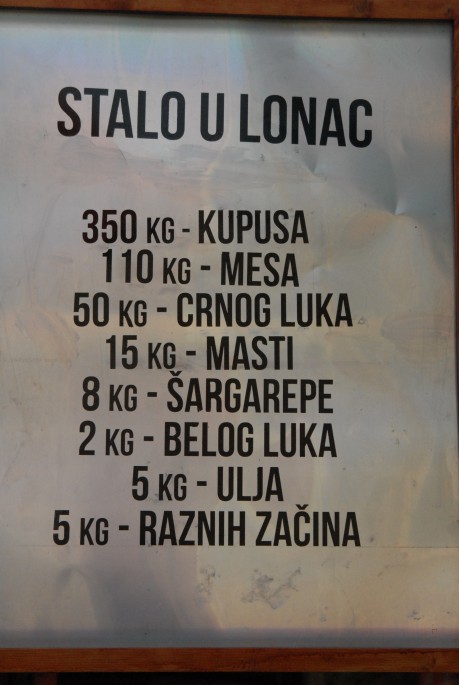 STALO U LONAC
350 KG - KUPUSA
110 KG - MESA
50 KG - CRNOG LUKA
15 KG - MASTI
8 KG - ŠARGAREPE
2 KG - BELOG LUKA
5 KG - ULJA
5 KG - RAZNIH ZAČINA